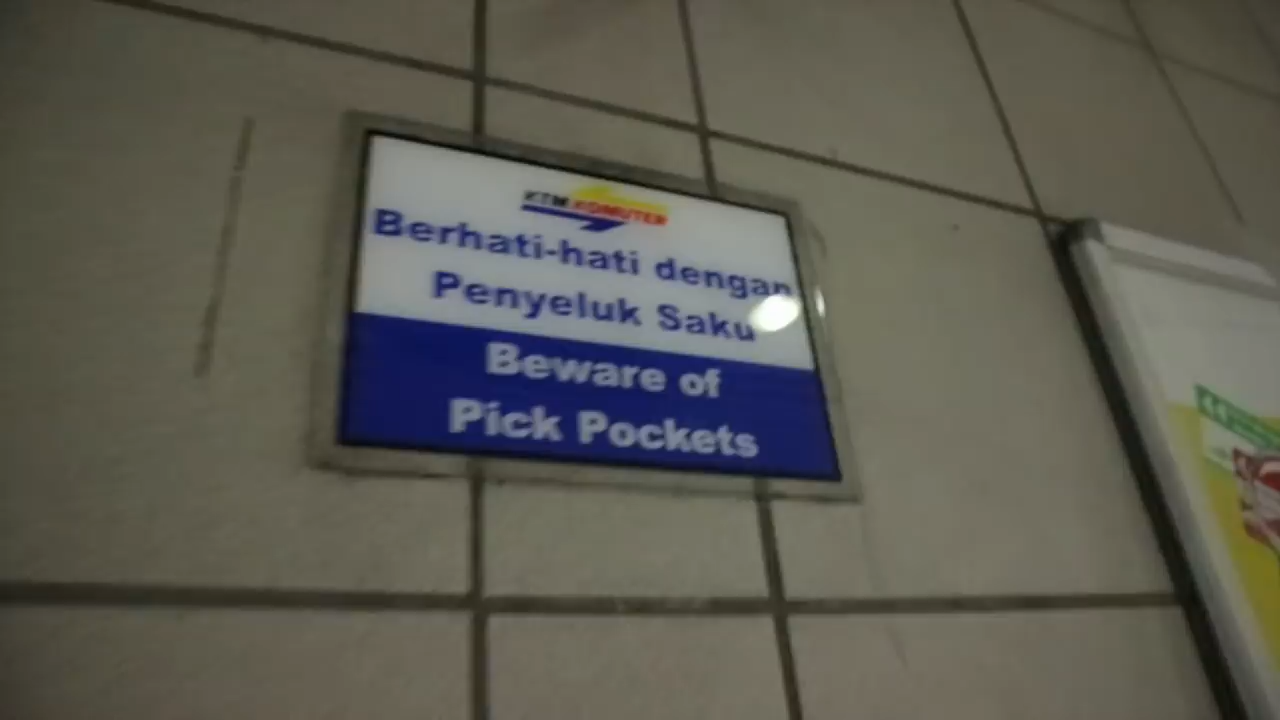 KTM KOMUTER
Berhati-hati dengan
Penyeluk Saku
Beware of
Pick Pockets